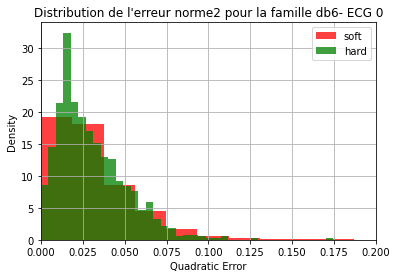 Distribution de l'erreur norme2 pour la famille db6- ECG 0
soft
hard
Density
30
25
20
15
10
5
0
0.000 0.025 0.050 0.075 0.100 0.125 0.150 0.175 0.200
Quadratic Error